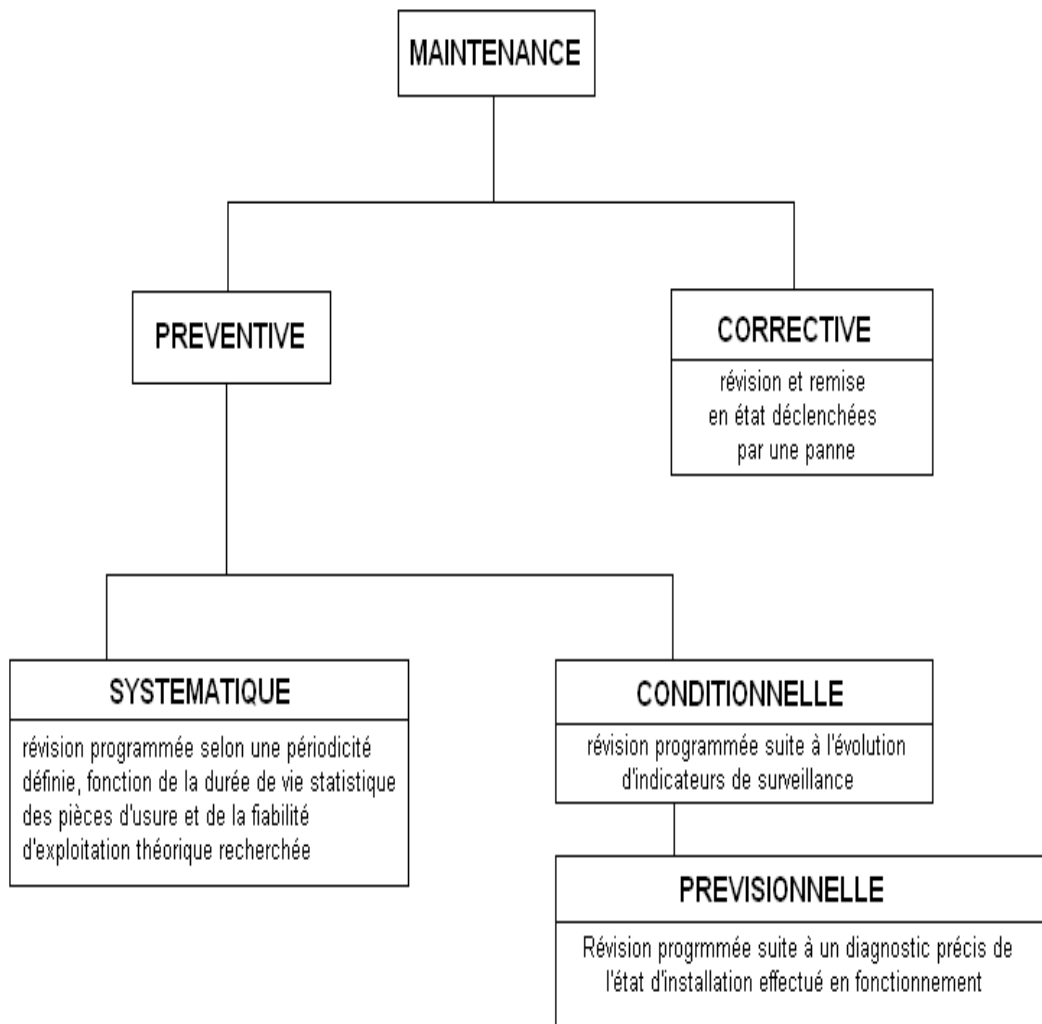 MAINTENANCE
PREVENTIVE
CORRECTIVE
révision et remise
en état déclenchées
par une panne
SYSTEMATIQUE
révision programmée selon une périodicité
définie, fonction de la durée de vie statistique
des pièces d'usure et de la fiabilité
d'exploitation théorique recherchée
CONDITIONNELLE
révision programmée suite à l'évolution
d'indicateurs de surveillance
PREVISIONNELLE
Révision progrmmée suite à un diagnostic précis de
l'état d'installation effectué en fonctionnement